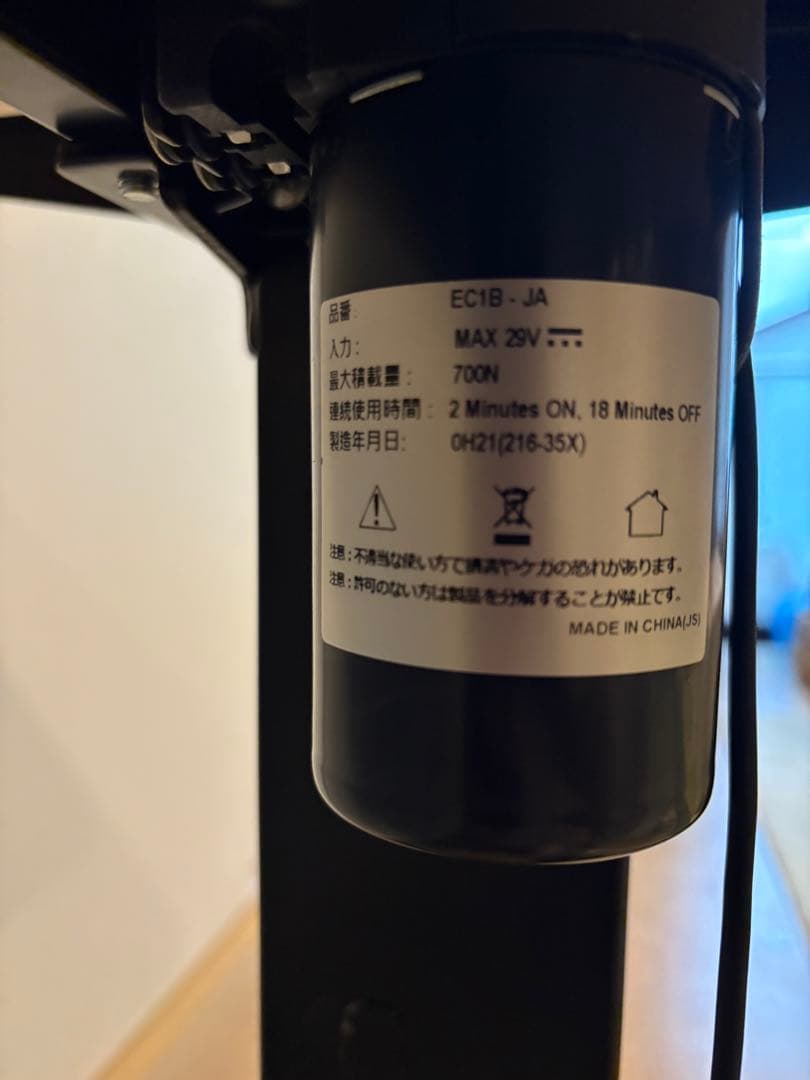 品番: EC1B - JA
入力: MAX 29V
最大積載量: 700N
連続使用時間: 2 Minutes ON, 18 Minutes OFF
製造年月日: 0H21(216-35X)
注意:不適当な使い方で損害やケガの恐れがあります。
注意:許可のない方は製品を分解することが禁止です。
MADE IN CHINA(JS)